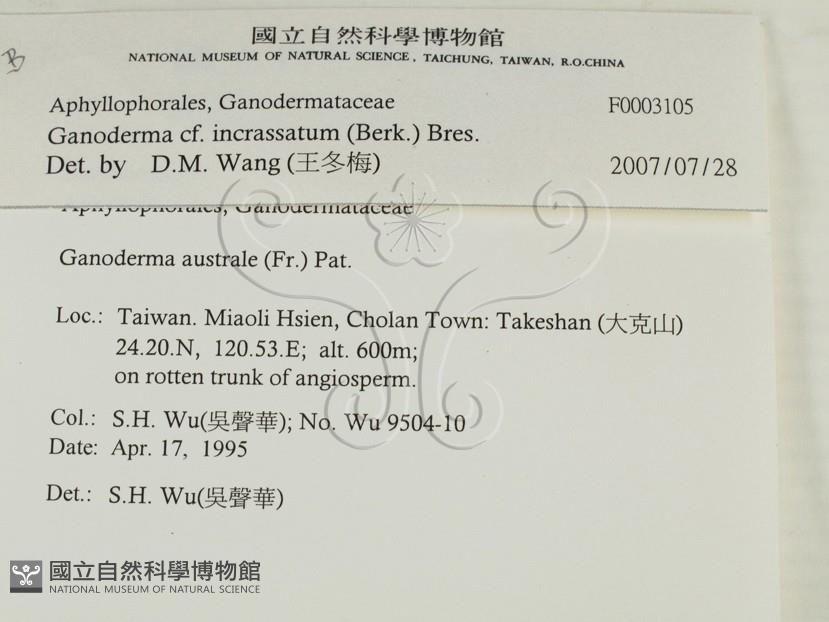 B
國立自然科學博物館
NATIONAL MUSEUM OF NATURAL SCIENCE, TAICHUNG, TAIWAN, R.O.CHINA
Aphyllophorales, Ganodermataceae F0003105
Ganoderma cf. incrassatum (Berk.) Bres.
Det. by D.M. Wang (王冬梅) 2007/07/28
Aphyllophorales, Ganodermataceae
Ganoderma australe (Fr.) Pat.
Loc.: Taiwan. Miaoli Hsien, Cholan Town: Takeshan (大克山)
24.20.N, 120.53.E; alt. 600m;
on rotten trunk of angiosperm.
Col.: S.H. Wu(吳聲華); No. Wu 9504-10
Date: Apr. 17, 1995
Det.: S.H. Wu(吳聲華)
國立自然科學博物館
NATIONAL MUSEUM OF NATURAL SCIENCE